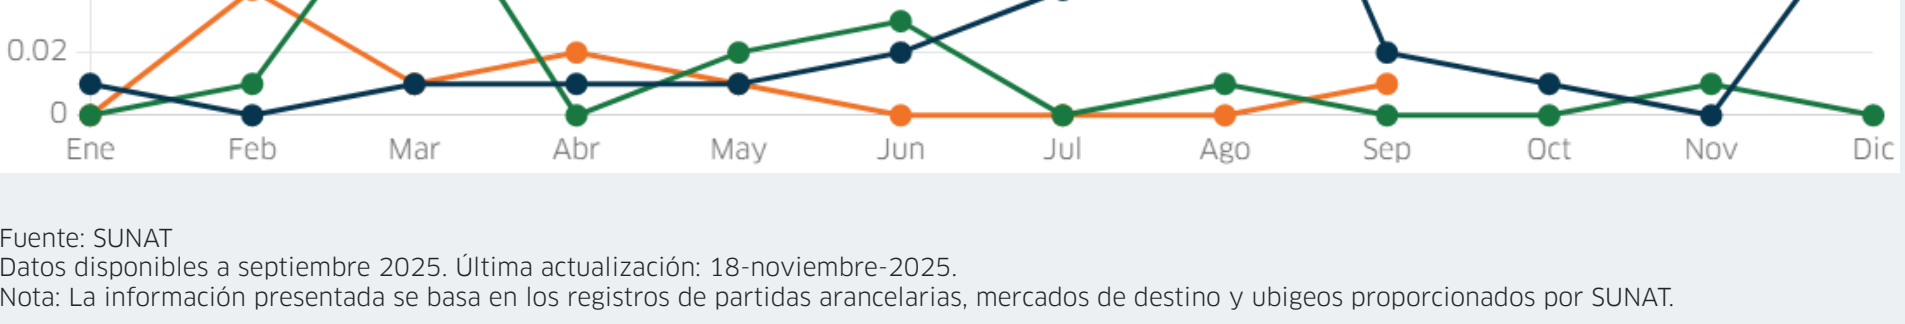 0.02
0
Ene Feb Mar Abr May Jun Jul Ago Sep Oct Nov Dic
Fuente: SUNAT
Datos disponibles a septiembre 2025. Última actualización: 18-noviembre-2025.
Nota: La información presentada se basa en los registros de partidas arancelarias, mercados de destino y ubigeos proporcionados por SUNAT.